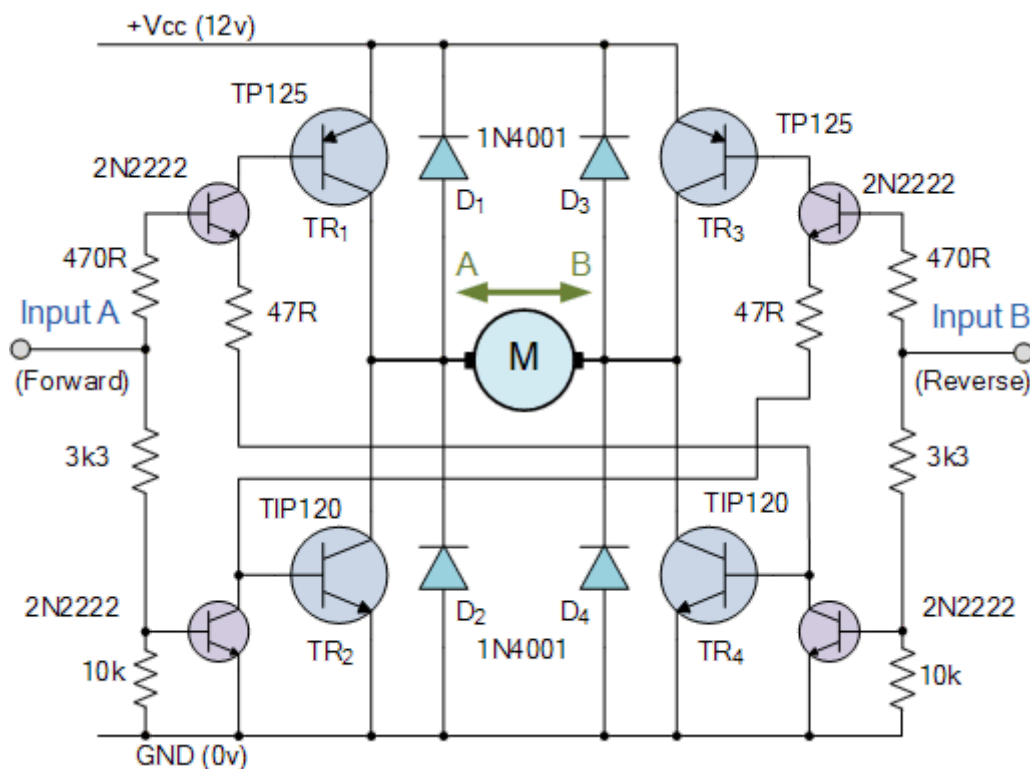 +Vcc (12v)
TP125
1N4001
TP125
2N2222
2N2222
D1
D3
TR1
TR3
470R
A
B
470R
47R
47R
Input A
Input B
M
(Forward)
(Reverse)
3k3
3k3
TIP120
TIP120
2N2222
2N2222
D2
D4
TR2
TR4
1N4001
10k
10k
GND (0v)